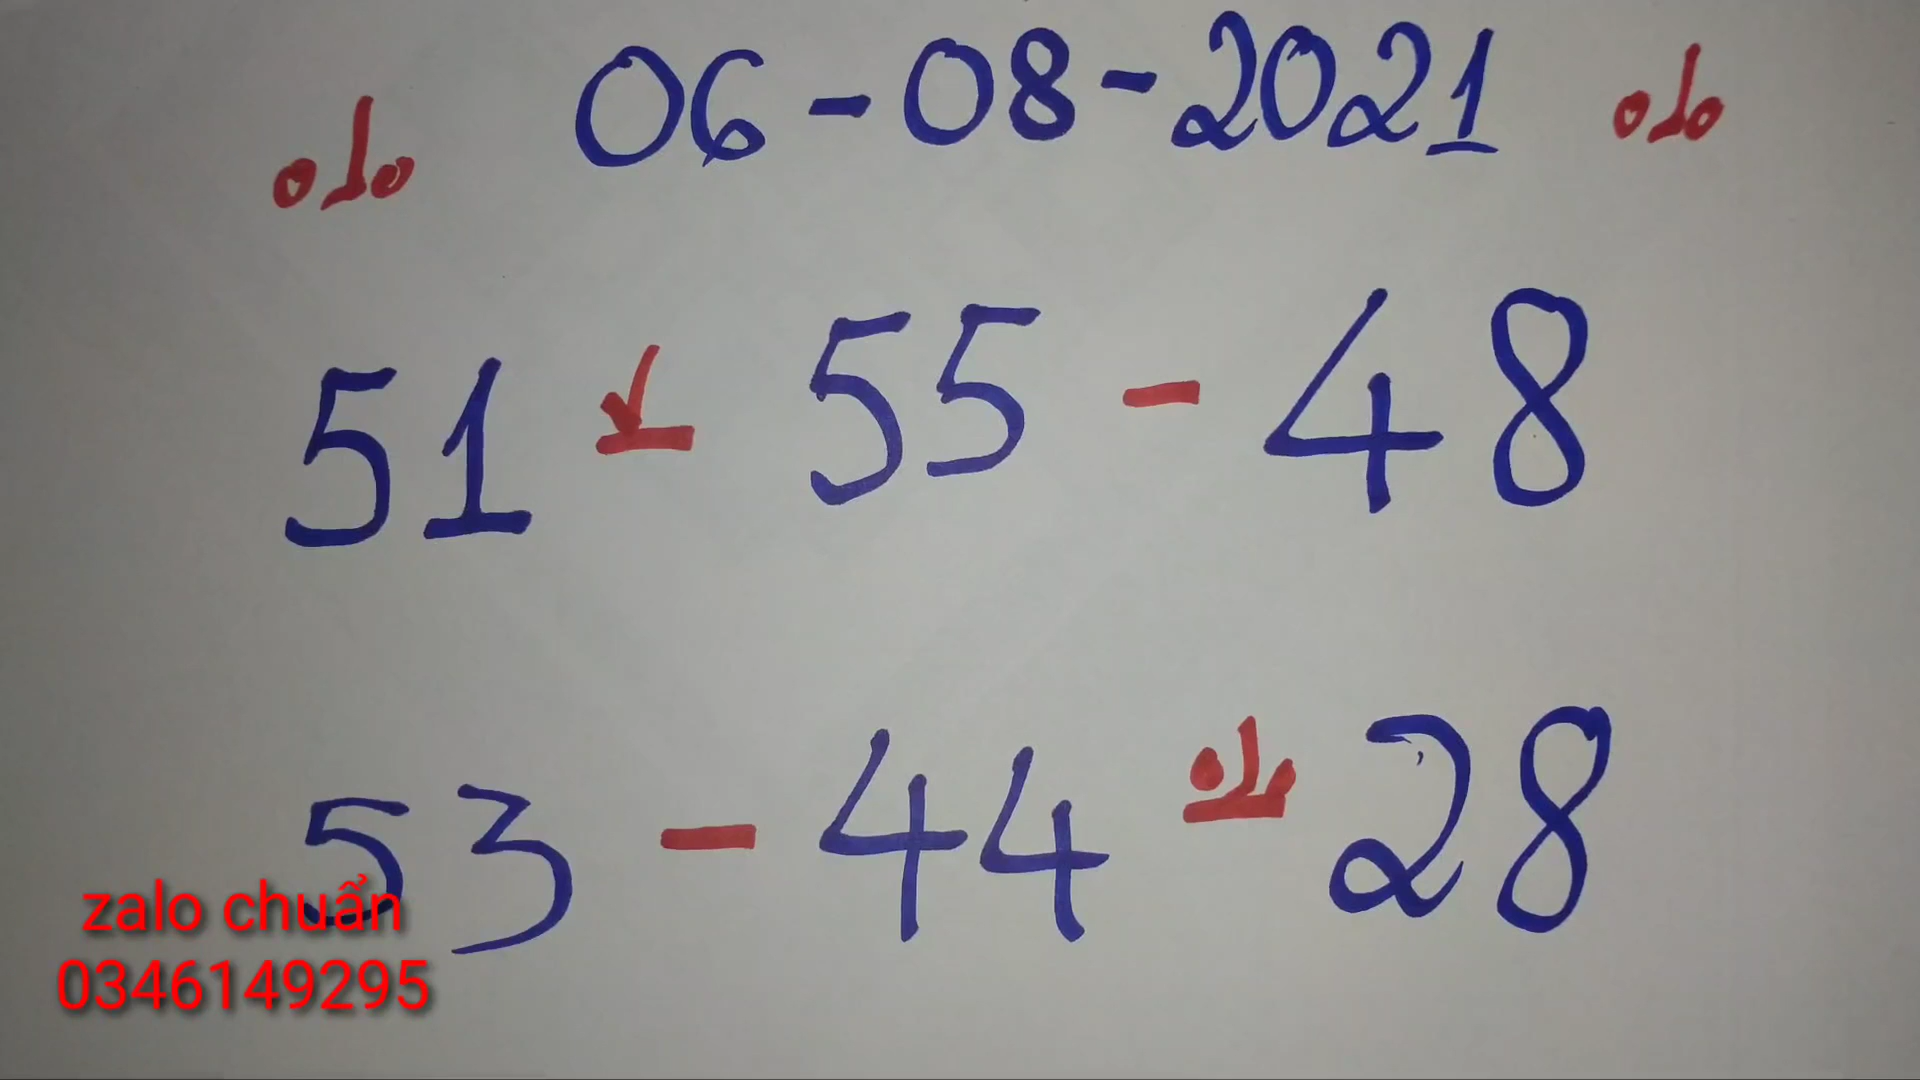 % 06-08-2021 %
51 - 55 - 48
53 - 44 - 28
zalo chuẩn
0346149295